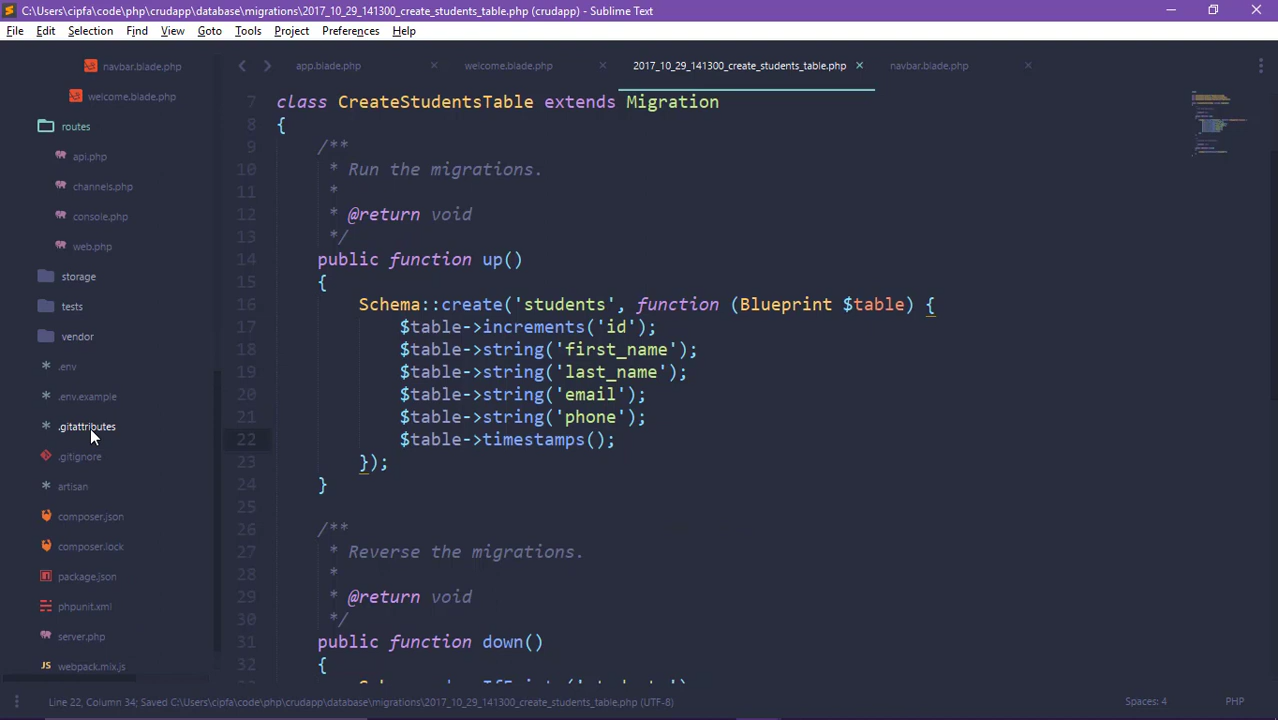 C:\Users\cipfa\code\php\crudapp\database\migrations\2017_10_29_141300_create_students_table.php (crudapp) - Sublime Text
File Edit Selection Find View Goto Tools Project Preferences Help
navbar.blade.php
welcome.blade.php
routes
api.php
channels.php
console.php
web.php
storage
tests
vendor
.env
.env.example
.gitattributes
.gitignore
artisan
composer.json
composer.lock
package.json
phpunit.xml
server.php
webpack.mix.js
app.blade.php welcome.blade.php 2017_10_29_141300_create_students_table.php navbar.blade.php
7 class CreateStudentsTable extends Migration
8 {
9 /**
10 * Run the migrations.
11 *
12 * @return void
13 */
14 public function up()
15 {
16 Schema::create('students', function (Blueprint $table) {
17 $table->increments('id');
18 $table->string('first_name');
19 $table->string('last_name');
20 $table->string('email');
21 $table->string('phone');
22 $table->timestamps();
23 });
24 }
25
26 /**
27 * Reverse the migrations.
28 *
29 * @return void
30 */
31 public function down()
32 {
Line 22, Column 34; Saved C:\Users\cipfa\code\php\crudapp\database\migrations\2017_10_29_141300_create_students_table.php (UTF-8) Spaces: 4 PHP